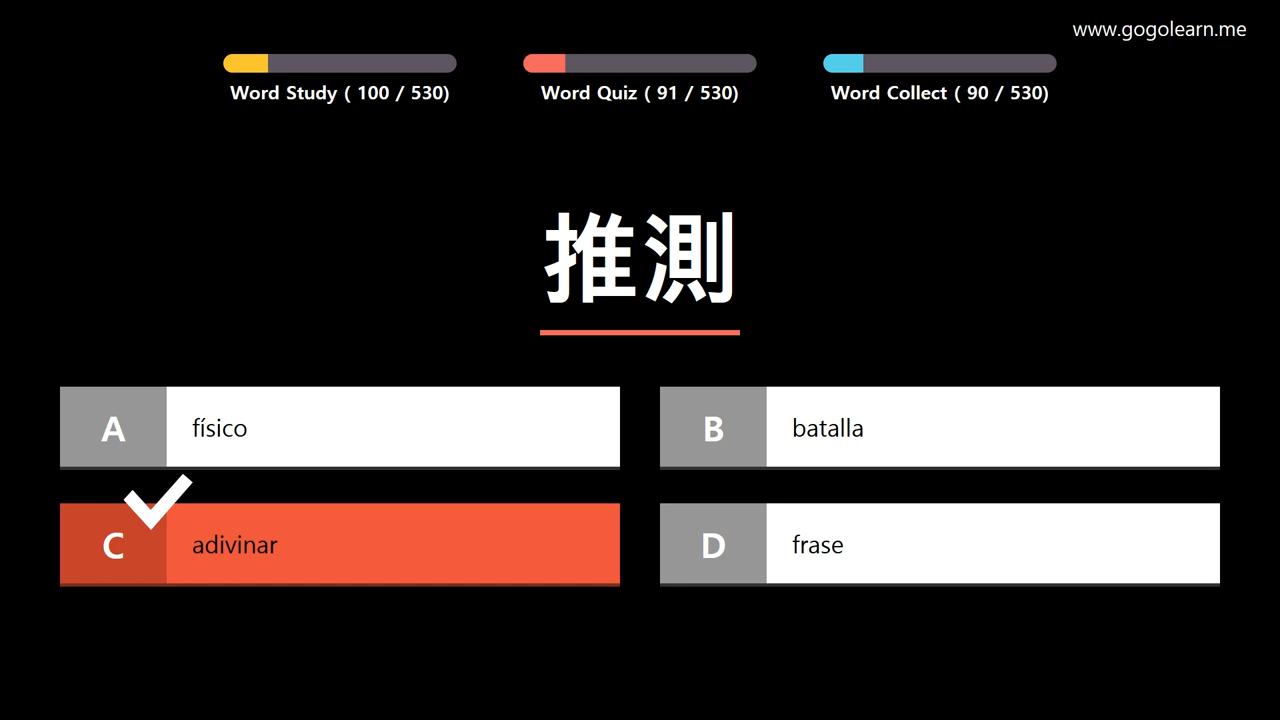 www.gogolearn.me
Word Study ( 100 / 530)
Word Quiz ( 91 / 530)
Word Collect ( 90 / 530)
推測
A
físico
B
batalla
C
adivinar
D
frase